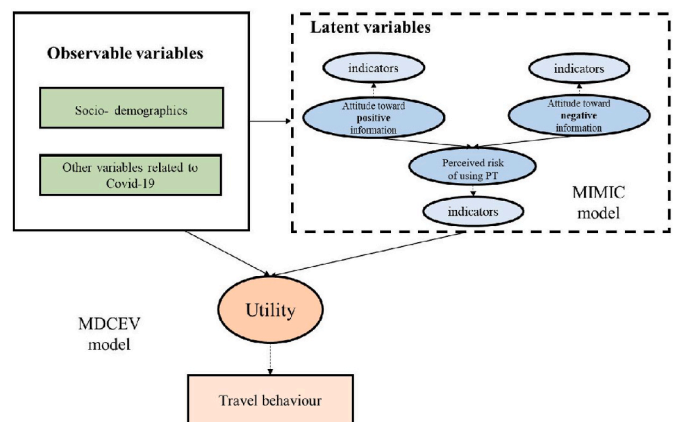 Observable variables
Socio- demographics
Other variables related to
Covid-19
Latent variables
indicators
indicators
Attitude toward
positive
information
Attitude toward
negative
information
Perceived risk
of using PT
indicators
MIMIC
model
Utility
MDCEV
model
Travel behaviour